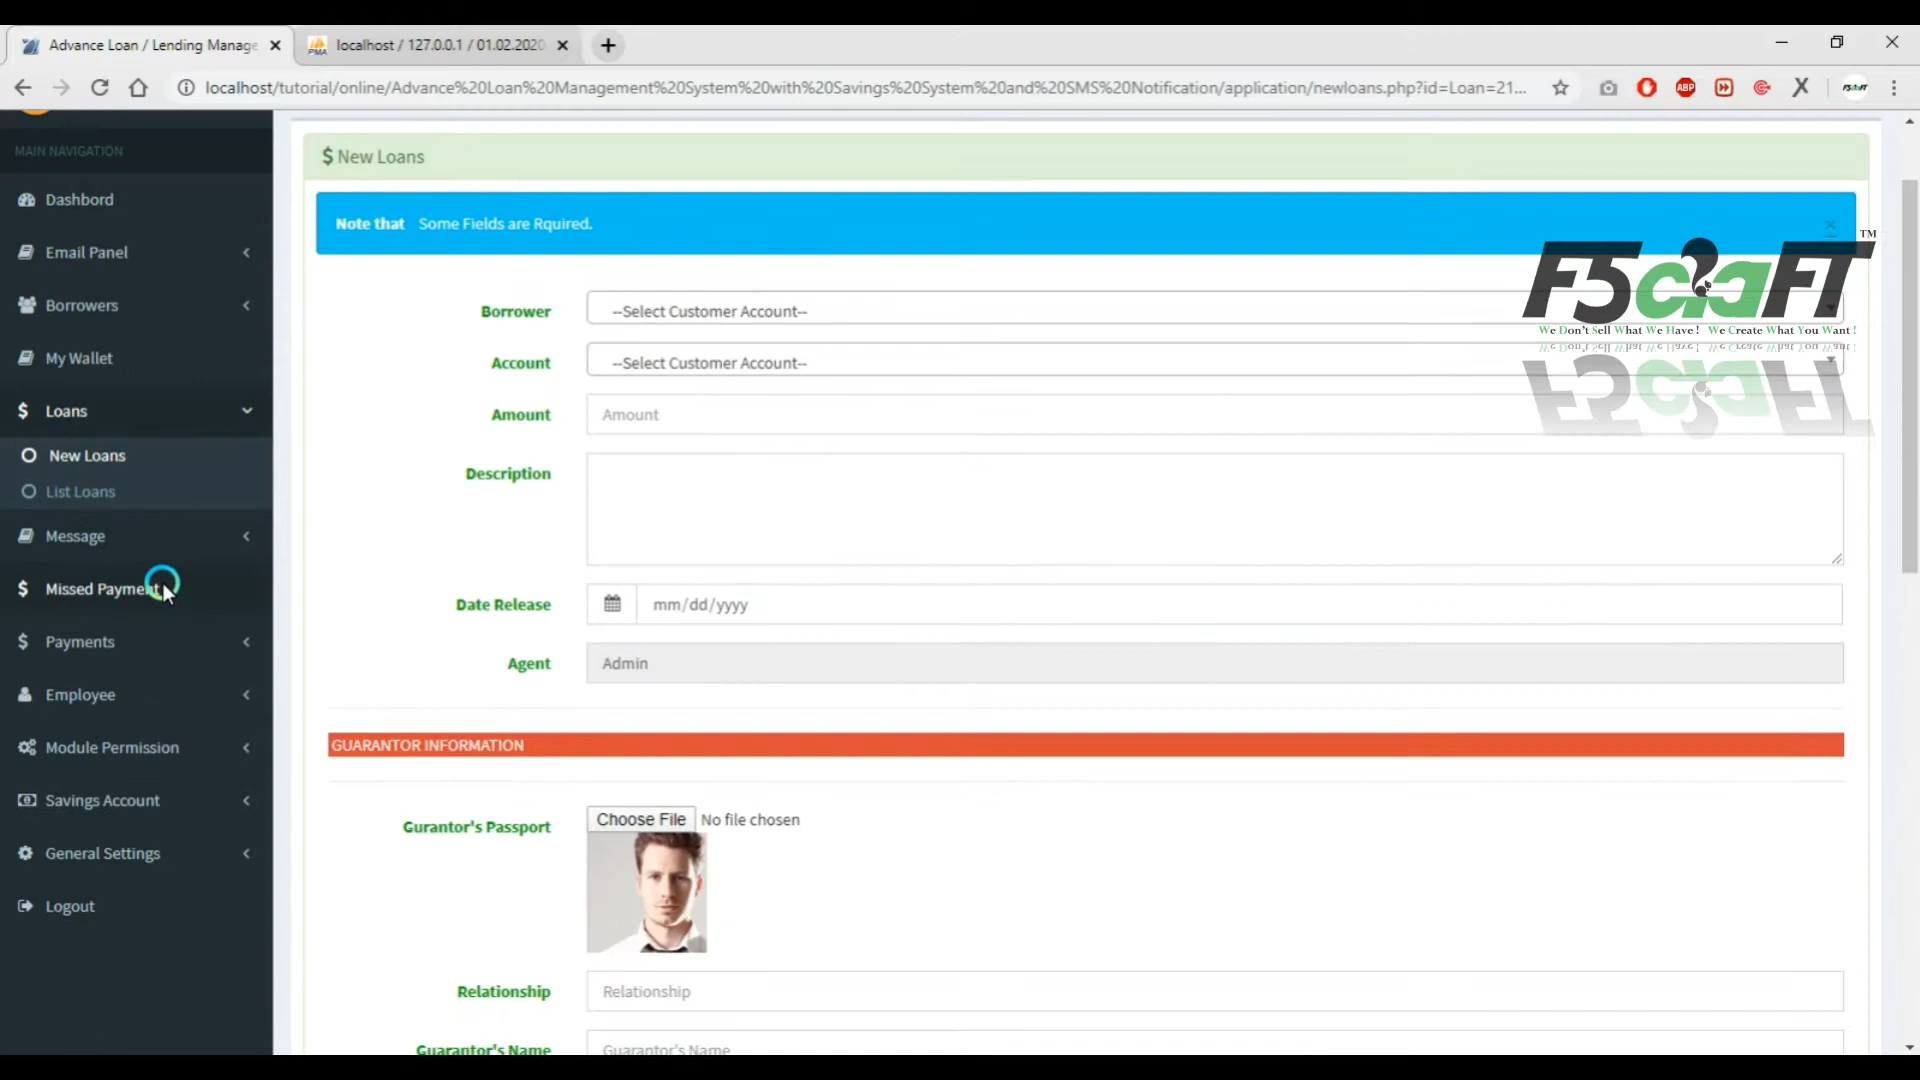 Advance Loan / Lending Manage
localhost / 127.0.0.1 / 01.02.2020
localhost/tutorial/online/Advance%20Loan%20Management%20System%20with%20Savings%20System%20and%20SMS%20Notification/application/newloans.php?id=Loan=21...
ABP
MAIN NAVIGATION
Dashbord
Email Panel
Borrowers
My Wallet
Loans
New Loans
List Loans
Message
Missed Payment
Payments
Employee
Module Permission
Savings Account
General Settings
Logout
$ New Loans
Note that Some Fields are Rquired.
F5craFT TM
We Don't Sell What We Have! We Create What You Want!
Borrower --Select Customer Account--
Account --Select Customer Account--
Amount Amount
Description
Date Release mm/dd/yyyy
Agent Admin
GUARANTOR INFORMATION
Gurantor's Passport Choose File No file chosen
Relationship Relationship
Guarantor's Name Guarantor's Name